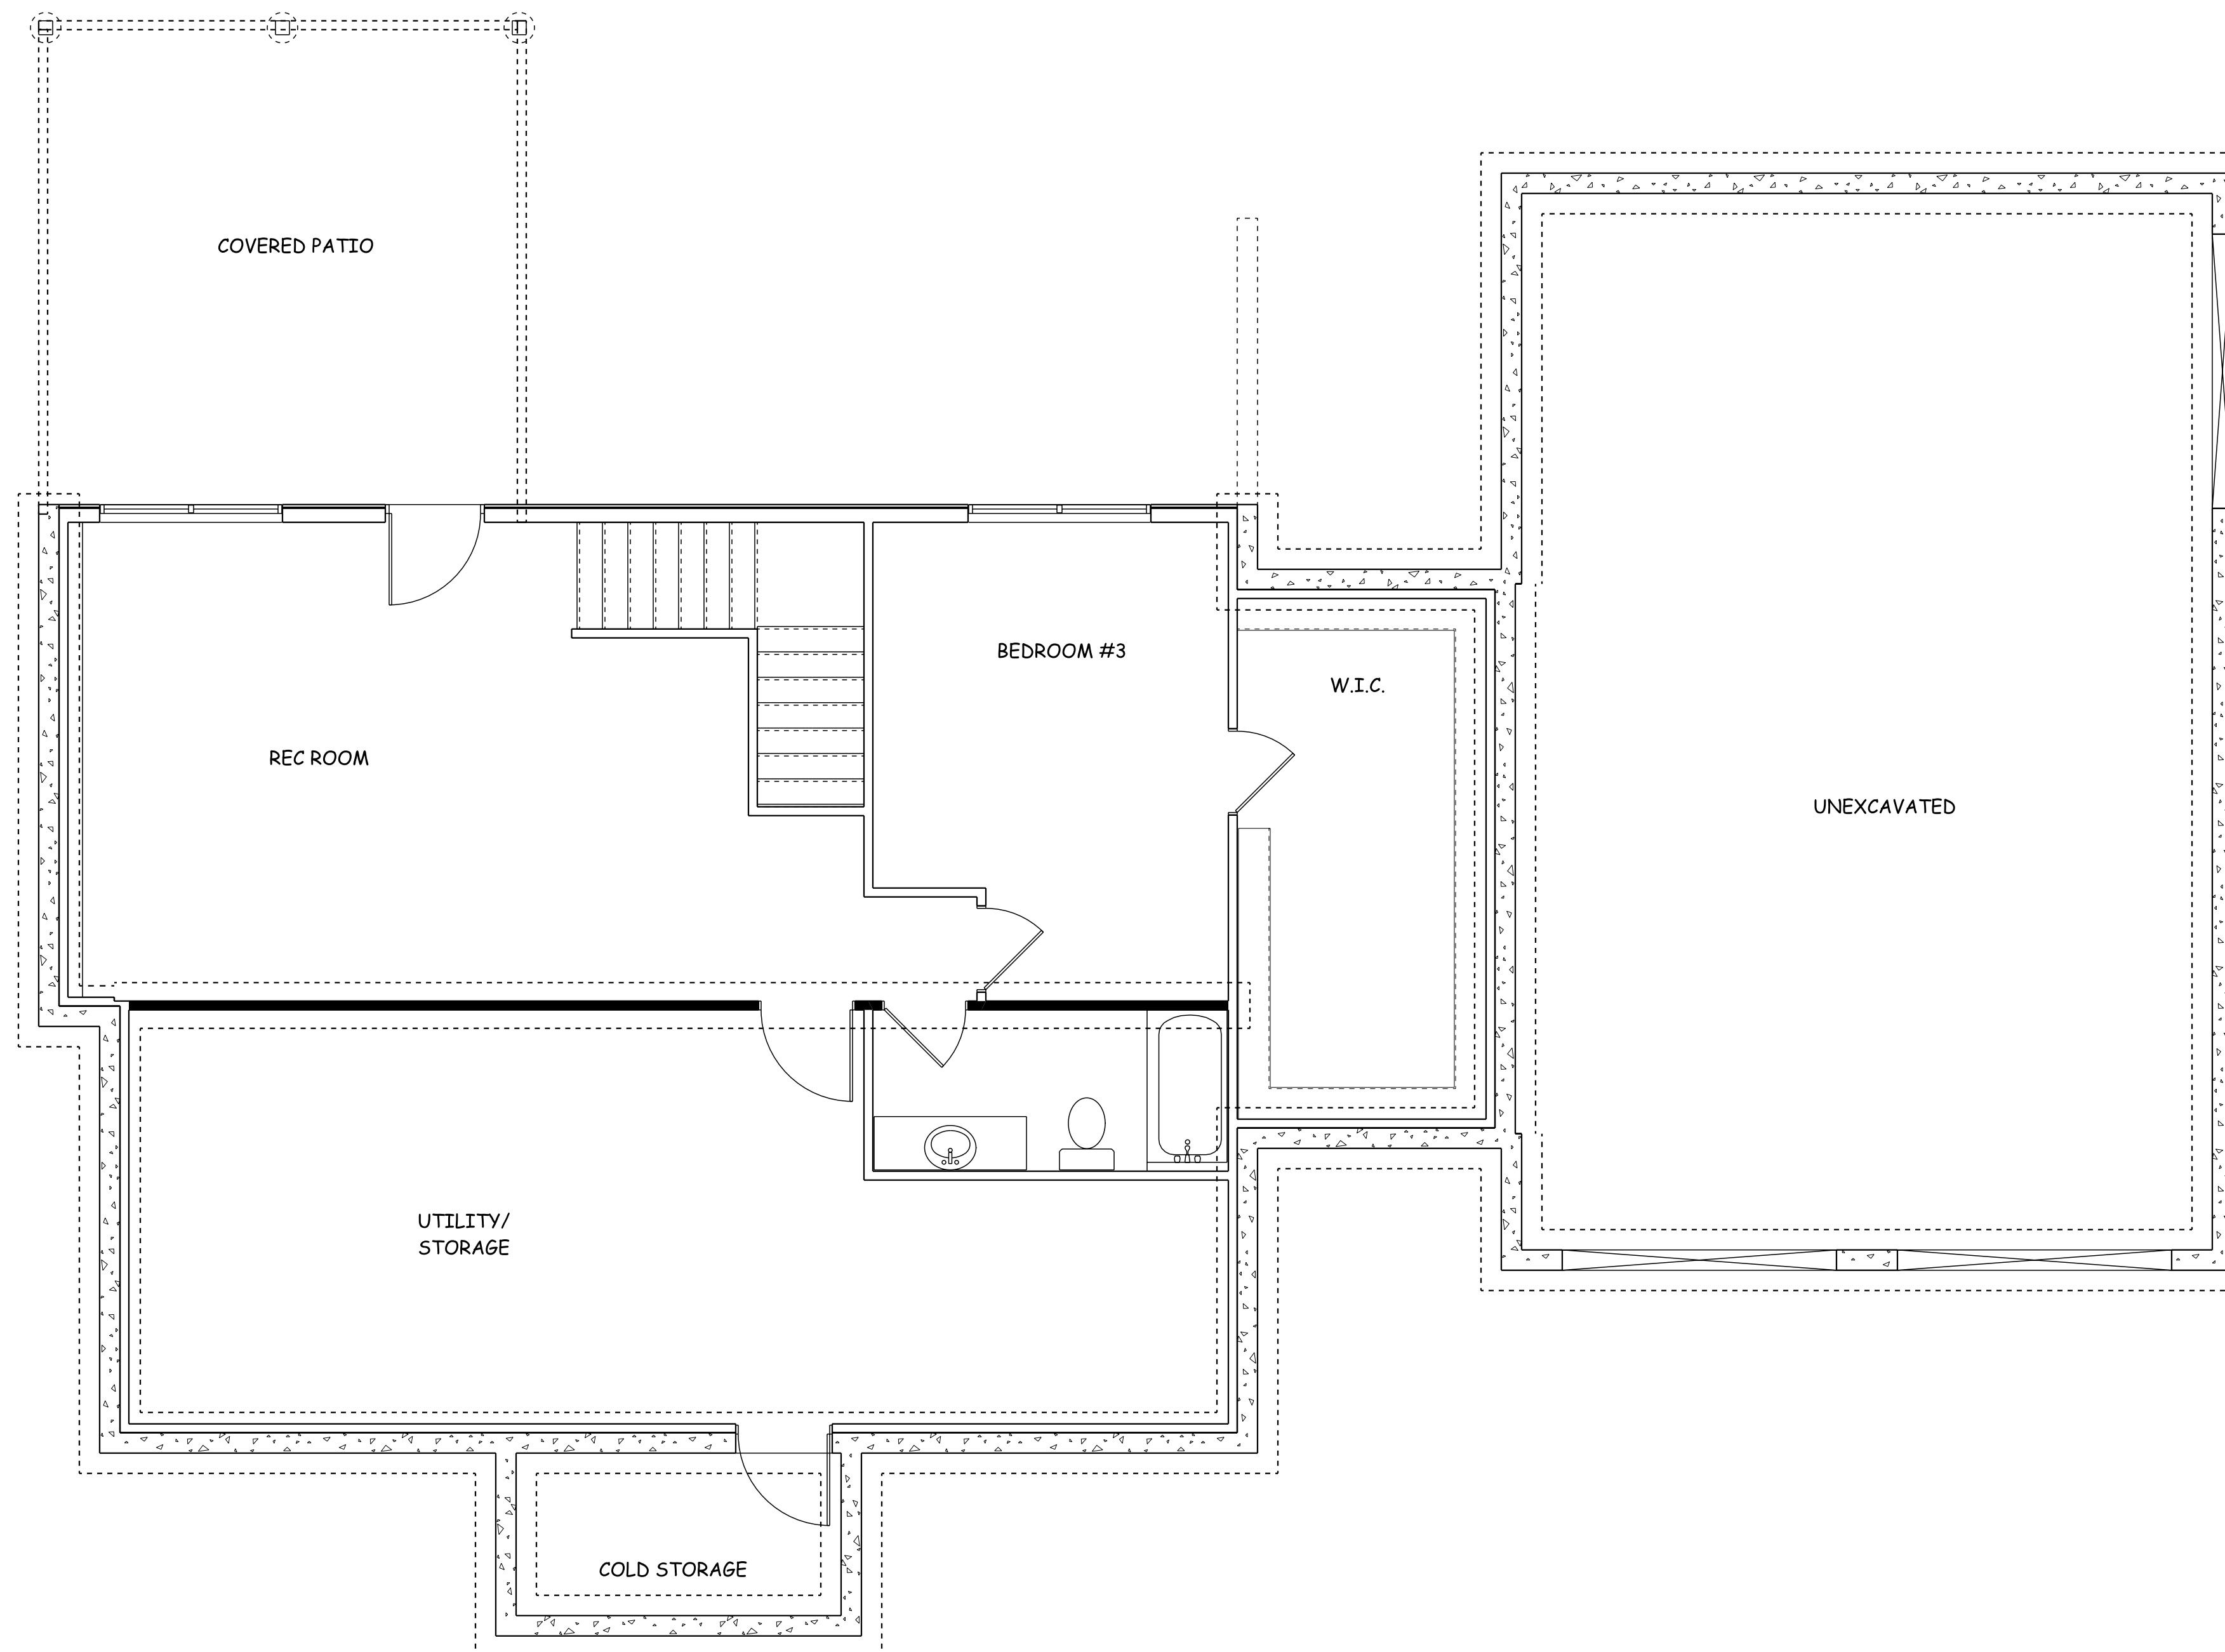 COVERED PATIO
BEDROOM #3
W.I.C.
REC ROOM
UNEXCAVATED
UTILITY/
STORAGE
COLD STORAGE